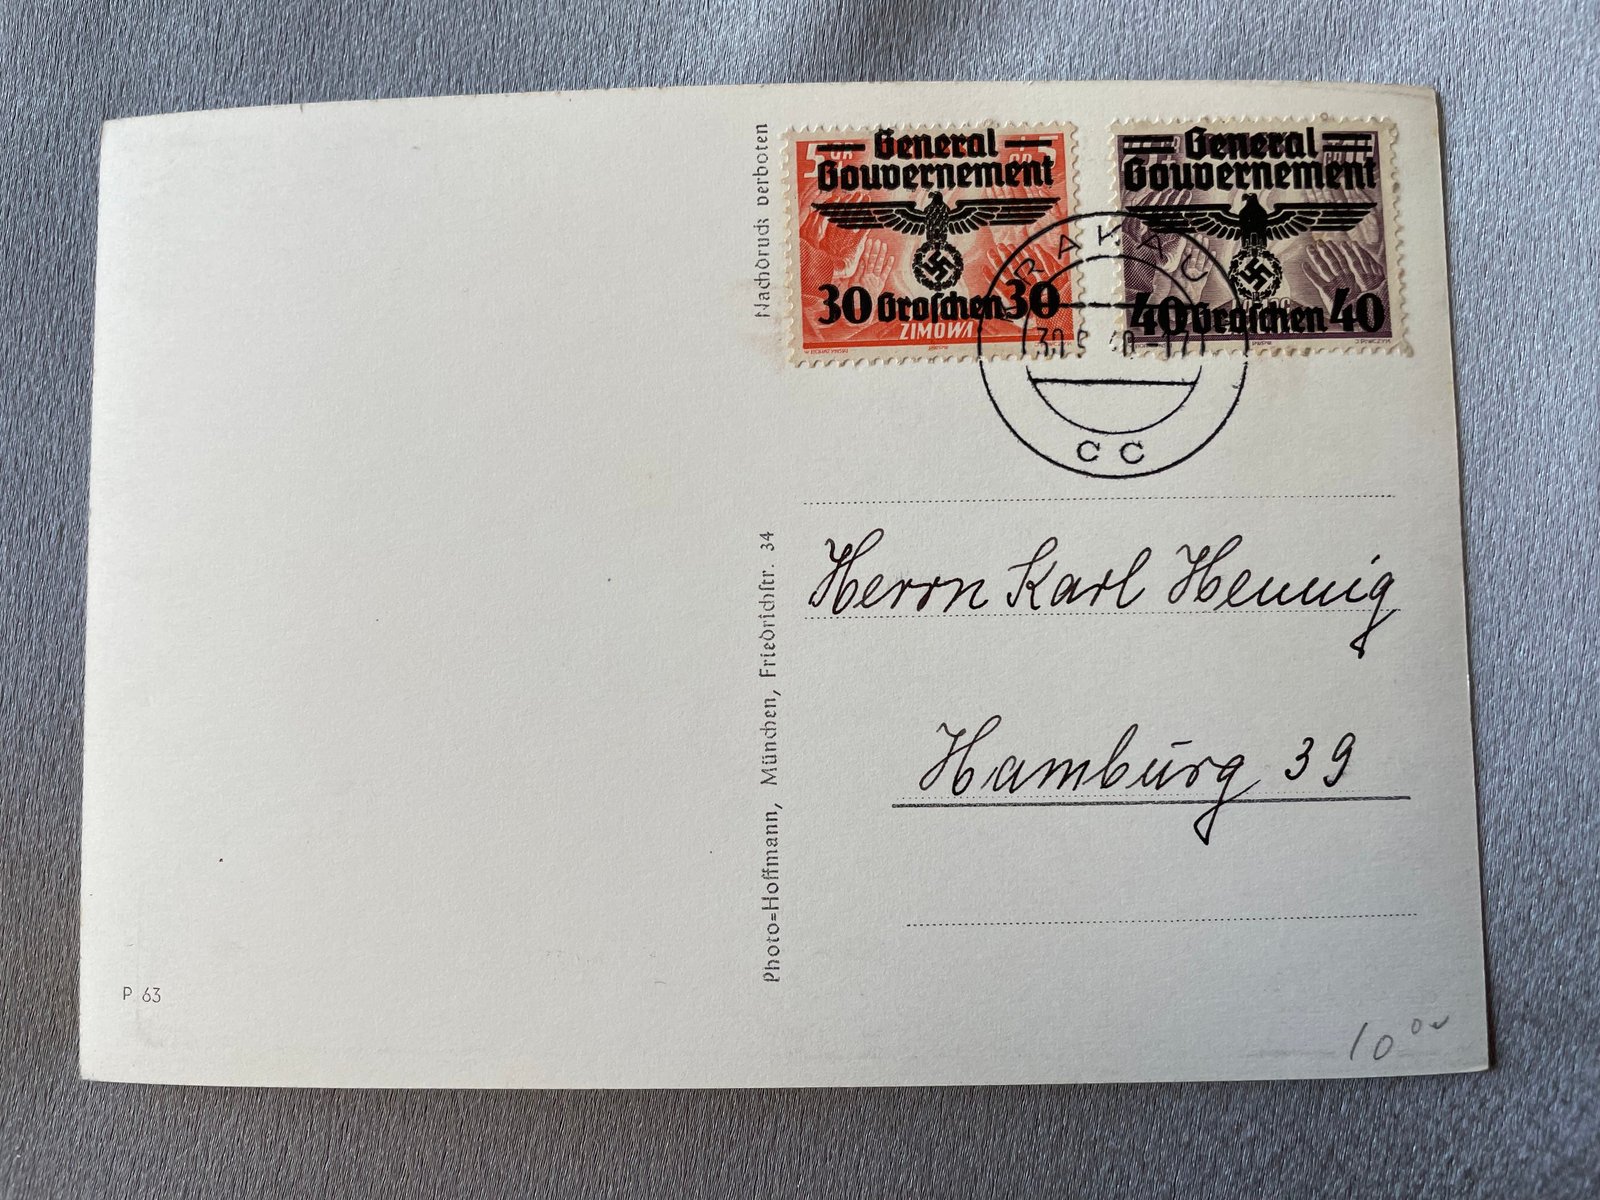 General
Gouvernement
30 Groschen 30
ZIMOWA
General
Gouvernement
40 Groschen 40
KRAKAU
CC
Nachdruck verboten
Photo=Hoffmann, München, Friedrichstr. 34
Herrn Karl Hennig
Hamburg 39
P 63
10